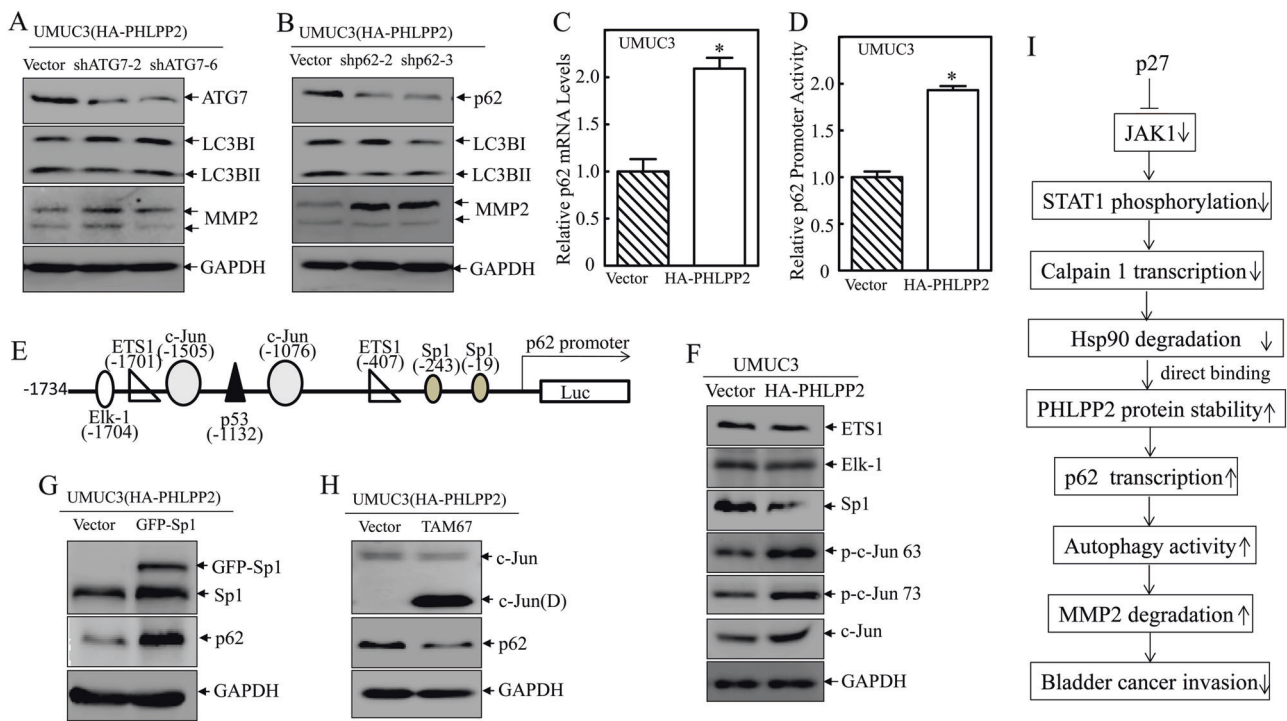 A
UMUC3(HA-PHLPP2)
Vector shATG7-2 shATG7-6
ATG7
LC3BI
LC3BII
MMP2
GAPDH
B
UMUC3(HA-PHLPP2)
Vector shp62-2 shp62-3
p62
LC3BI
LC3BII
MMP2
GAPDH
C
UMUC3
Relative p62 mRNA Levels
2.0
1.0
0.5
0
*
Vector HA-PHLPP2
D
UMUC3
Relative p62 Promoter Activity
2.0
1.0
0.5
0
*
Vector HA-PHLPP2
E
-1734
Elk-1
(-1704)
ETS1
(-1701)
c-Jun
(-1505)
p53
(-1132)
c-Jun
(-1076)
ETS1
(-407)
Sp1
(-243)
Sp1
(-19)
p62 promoter
Luc
F
UMUC3
Vector HA-PHLPP2
ETS1
Elk-1
Sp1
p-c-Jun 63
p-c-Jun 73
c-Jun
GAPDH
G
UMUC3(HA-PHLPP2)
Vector GFP-Sp1
GFP-Sp1
Sp1
p62
GAPDH
H
UMUC3(HA-PHLPP2)
Vector TAM67
c-Jun
c-Jun(D)
p62
GAPDH
I
p27
JAK1↓
STAT1 phosphorylation↓
Calpain 1 transcription↓
Hsp90 degradation ↓
direct binding
PHLPP2 protein stability↑
p62 transcription↑
Autophagy activity↑
MMP2 degradation↑
Bladder cancer invasion↓